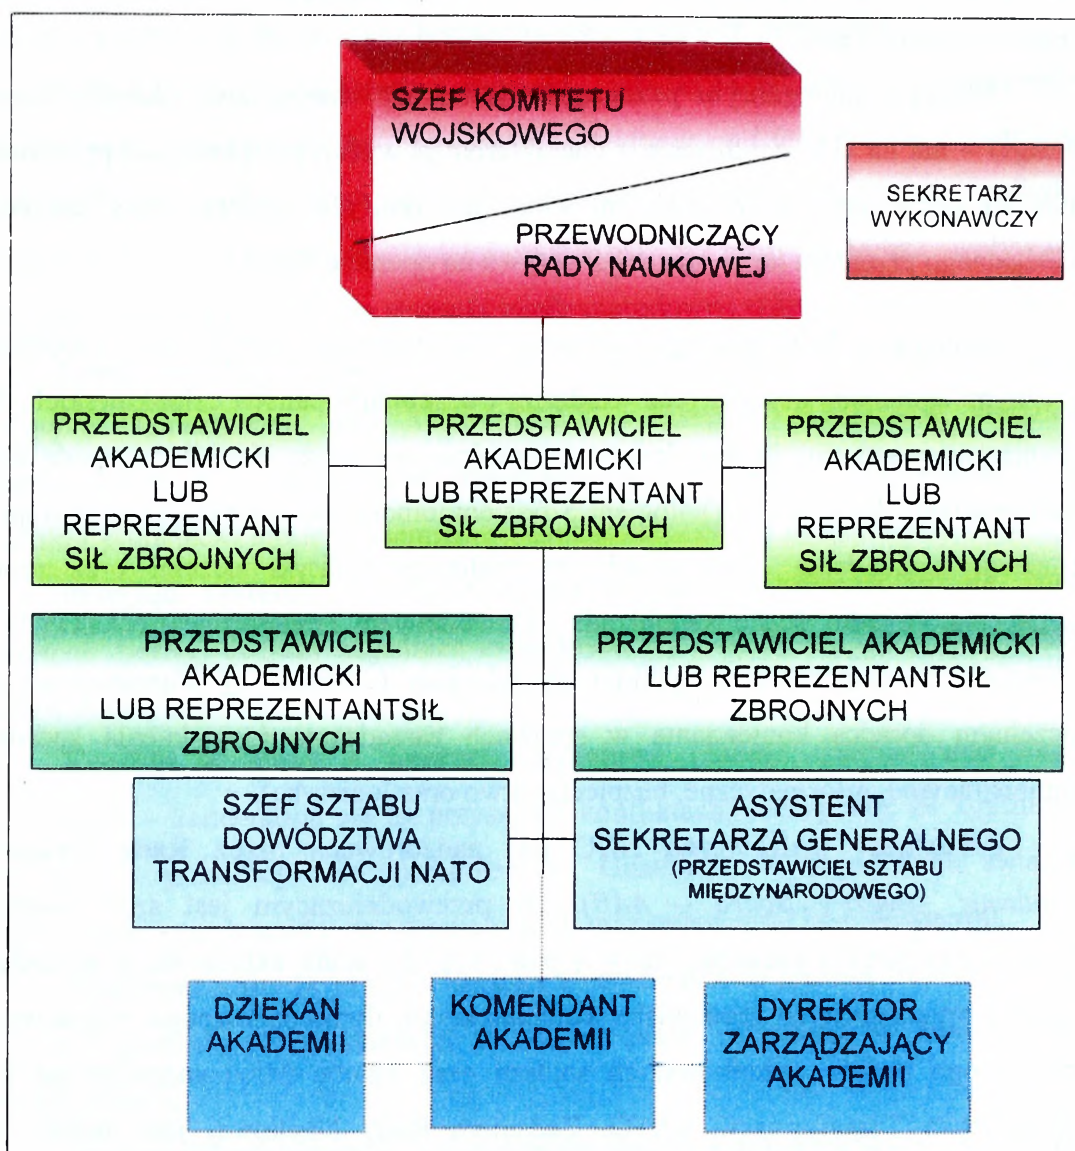 SZEF KOMITETU
WOJSKOWEGO
PRZEWODNICZĄCY
RADY NAUKOWEJ
SEKRETARZ
WYKONAWCZY
PRZEDSTAWICIEL
AKADEMICKI
LUB
REPREZENTANT
SIŁ ZBROJNYCH
PRZEDSTAWICIEL
AKADEMICKI
LUB REPREZENTANT
SIŁ ZBROJNYCH
PRZEDSTAWICIEL
AKADEMICKI
LUB
REPREZENTANT
SIŁ ZBROJNYCH
PRZEDSTAWICIEL
AKADEMICKI
LUB REPREZENTANTSIŁ
ZBROJNYCH
PRZEDSTAWICIEL AKADEMICKI
LUB REPREZENTANTSIŁ
ZBROJNYCH
SZEF SZTABU
DOWÓDZTWA
TRANSFORMACJI NATO
ASYSTENT
SEKRETARZA GENERALNEGO
(PRZEDSTAWICIEL SZTABU
MIĘDZYNARODOWEGO)
DZIEKAN
AKADEMII
KOMENDANT
AKADEMII
DYREKTOR
ZARZĄDZAJĄCY
AKADEMII